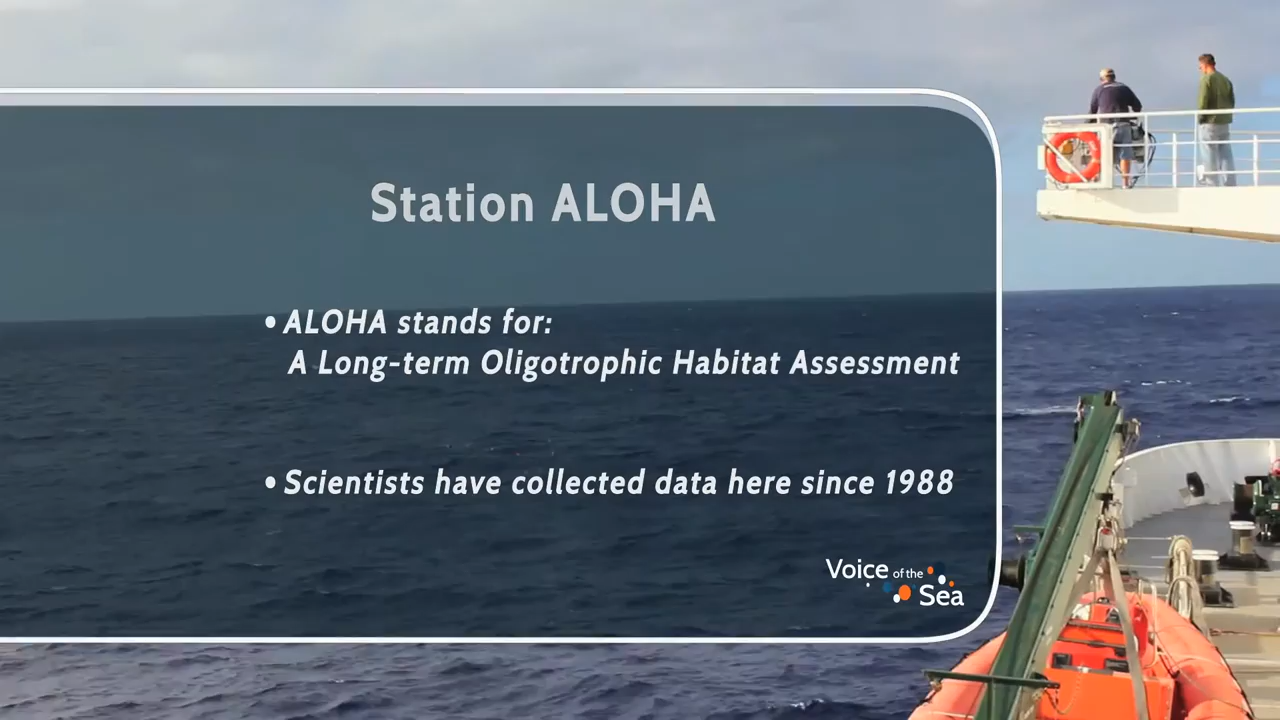 Station ALOHA
• ALOHA stands for:
A Long-term Oligotrophic Habitat Assessment
• Scientists have collected data here since 1988
Voice of the
Sea